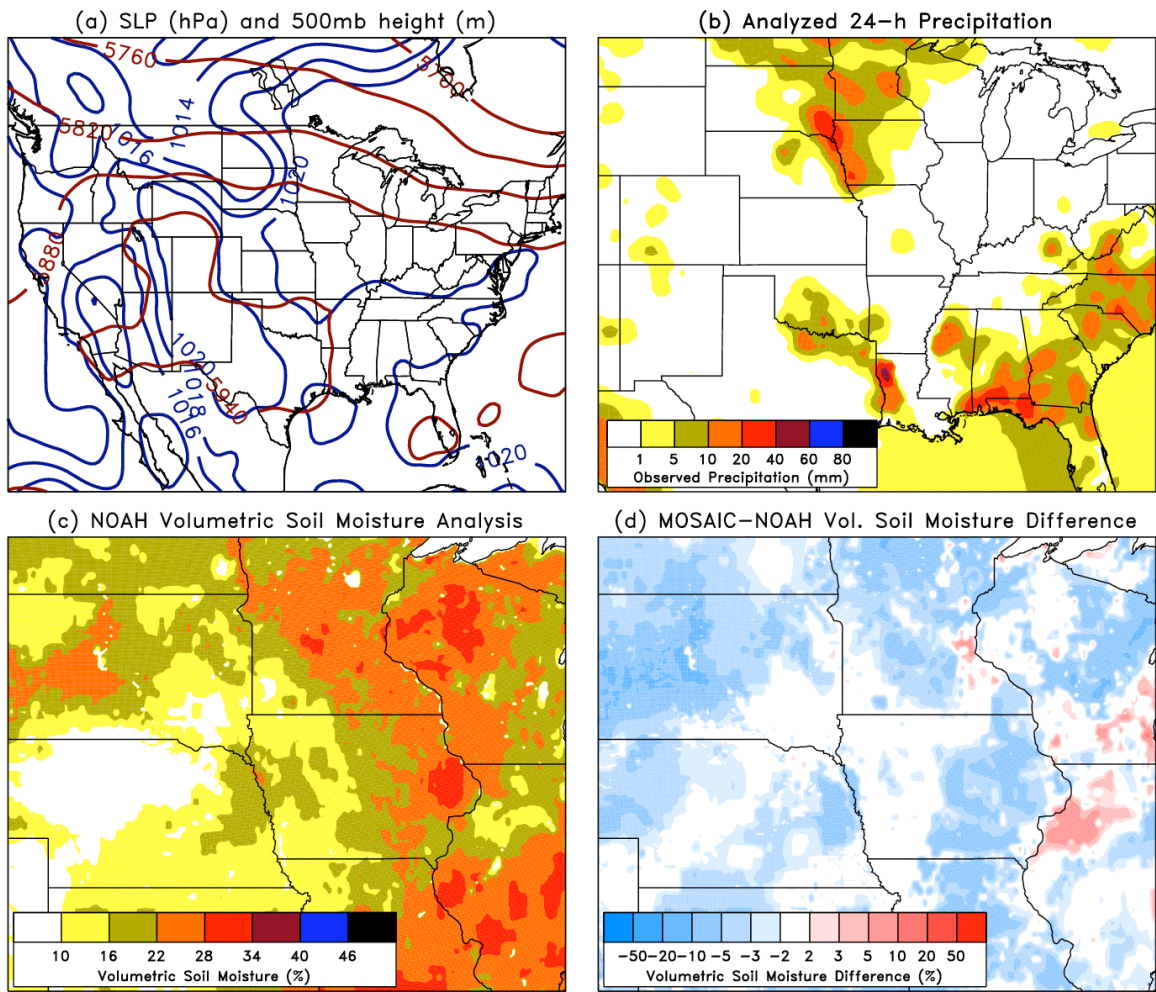 (a) SLP (hPa) and 500mb height (m)
5760
5760
1014
5820
1016
1020
5880
1020
5940
1018
1016
1020
(b) Analyzed 24-h Precipitation
1 5 10 20 40 60 80
Observed Precipitation (mm)
(c) NOAH Volumetric Soil Moisture Analysis
10 16 22 28 34 40 46
Volumetric Soil Moisture (%)
(d) MOSAIC-NOAH Vol. Soil Moisture Difference
-50 -20 -10 -5 -3 -2 2 3 5 10 20 50
Volumetric Soil Moisture Difference (%)